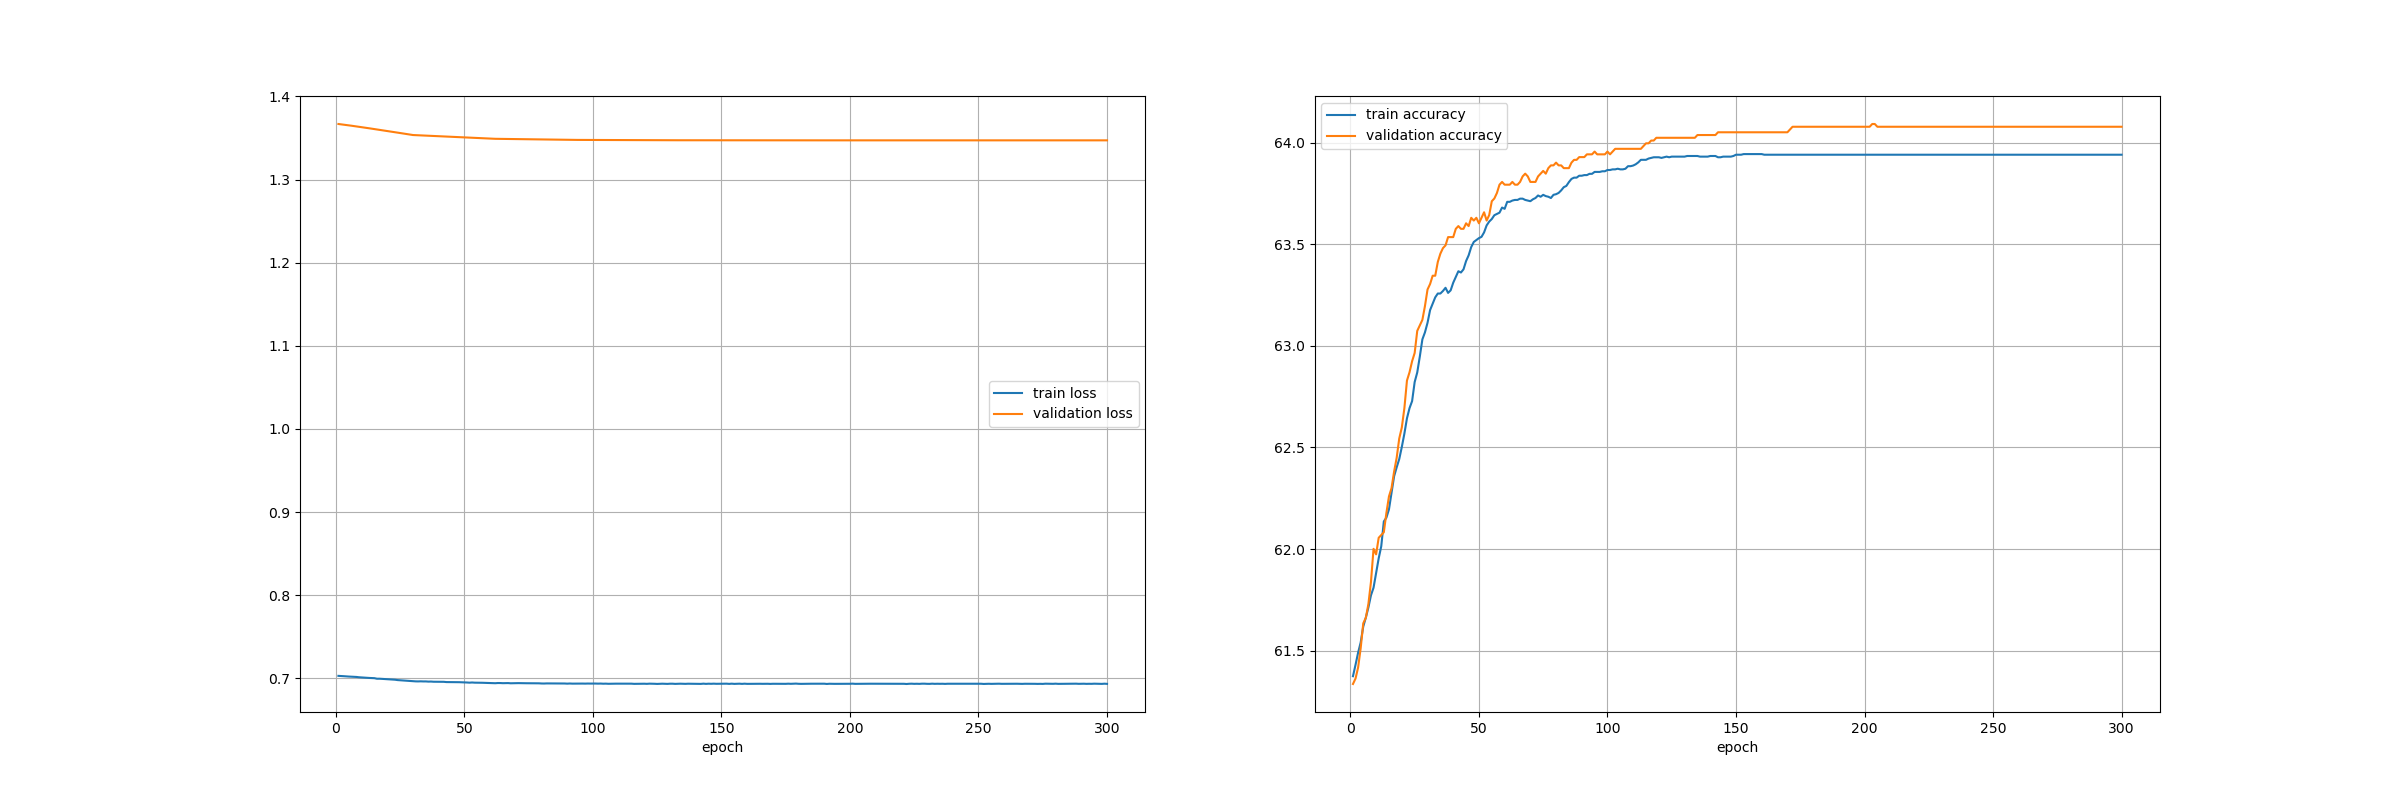 1.4
1.3
1.2
1.1
1.0
0.9
0.8
0.7
train loss
validation loss
0 50 100 150 200 250 300
epoch
train accuracy
validation accuracy
64.0
63.5
63.0
62.5
62.0
61.5
0 50 100 150 200 250 300
epoch